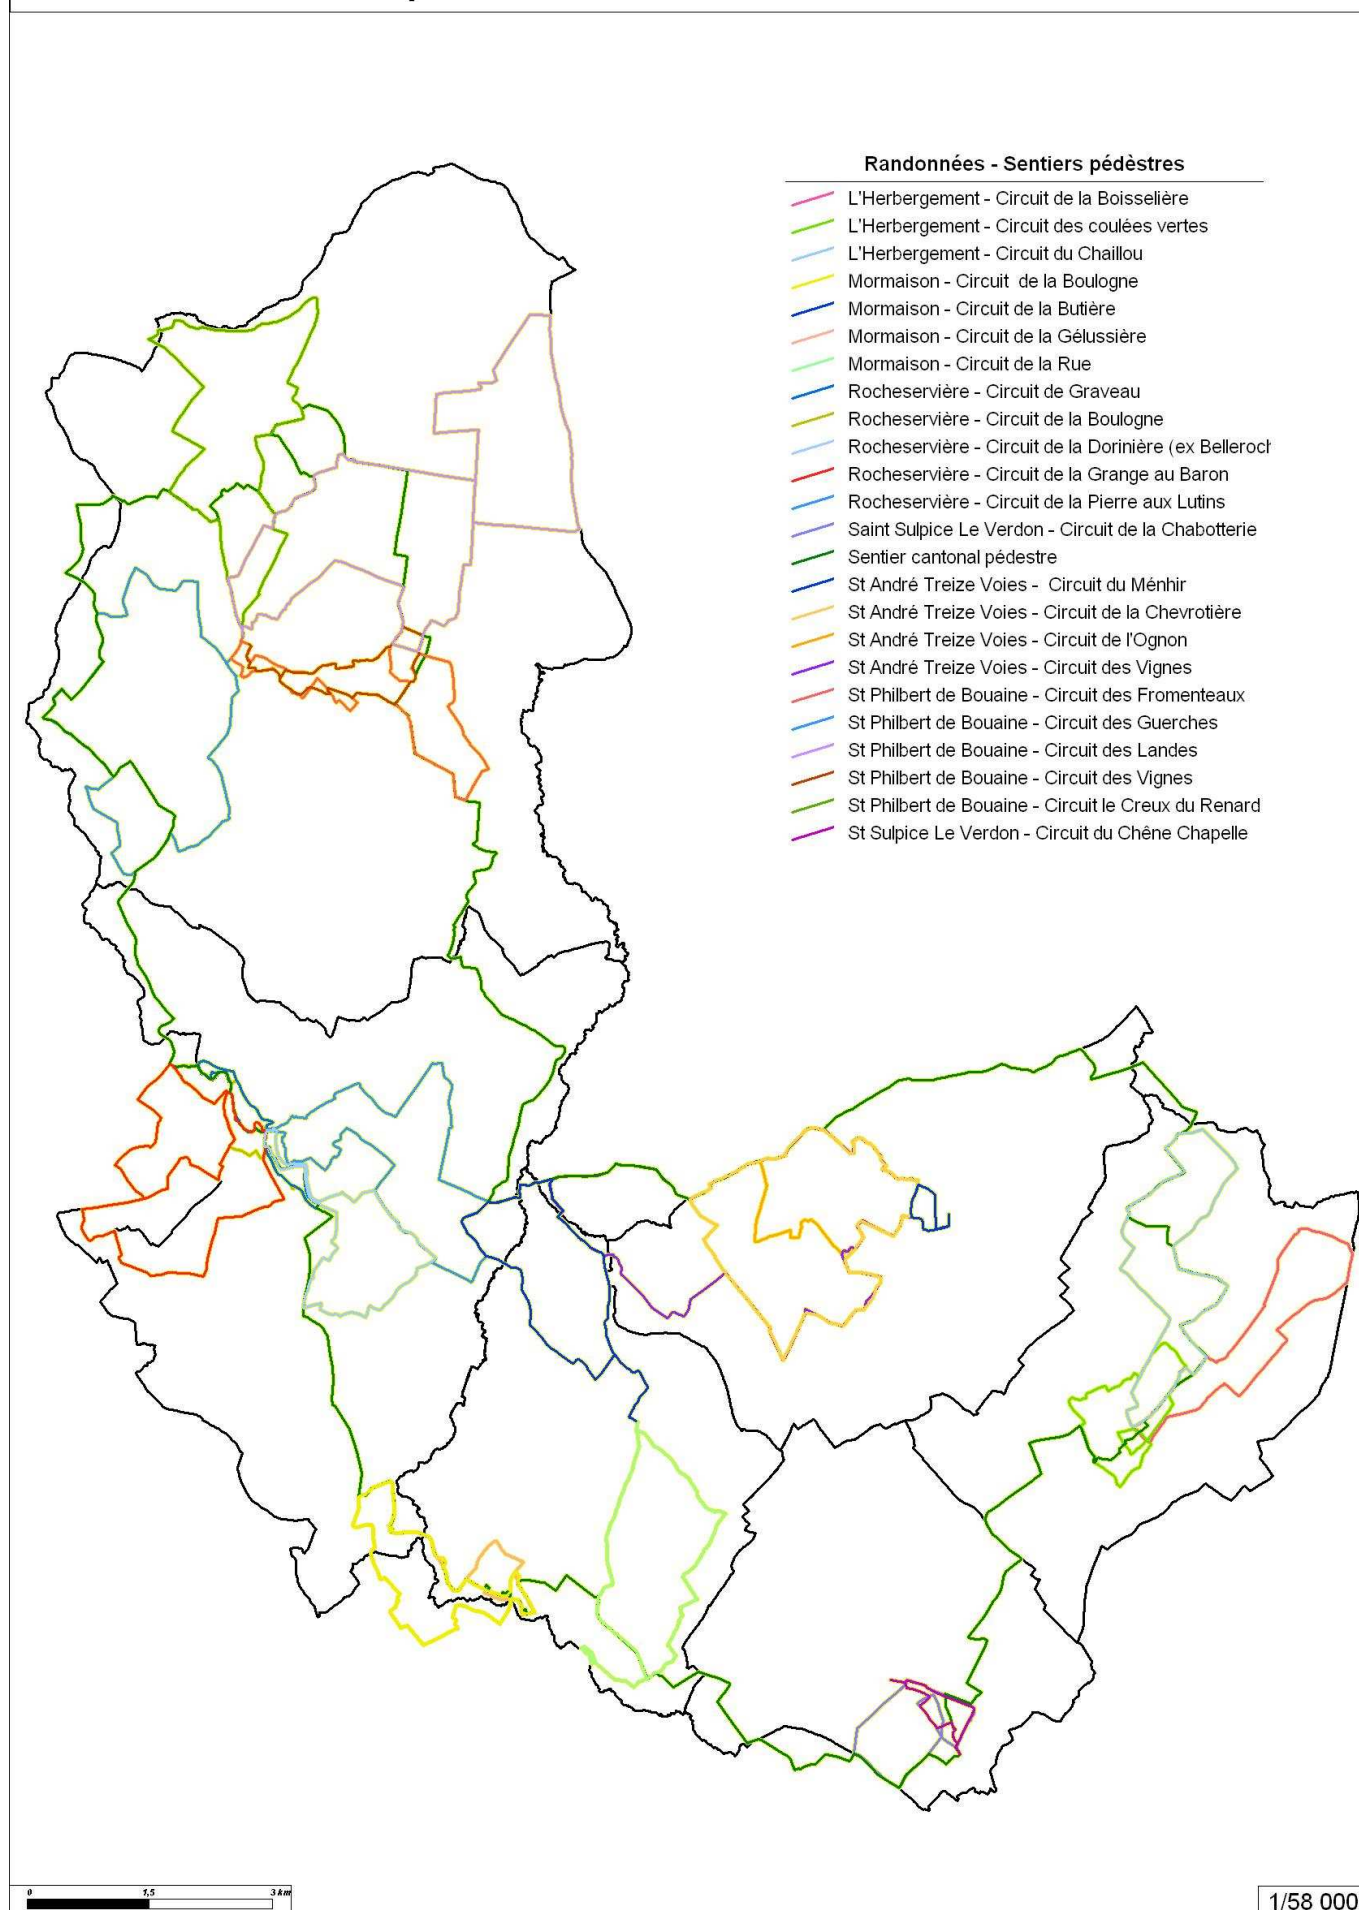 Randonnées - Sentiers pédèstres
L'Herbergement - Circuit de la Boisselière
L'Herbergement - Circuit des coulées vertes
L'Herbergement - Circuit du Chaillou
Mormaison - Circuit de la Boulogne
Mormaison - Circuit de la Butière
Mormaison - Circuit de la Gélussière
Mormaison - Circuit de la Rue
Rocheservière - Circuit de Graveau
Rocheservière - Circuit de la Boulogne
Rocheservière - Circuit de la Dorinière (ex Belleroch
Rocheservière - Circuit de la Grange au Baron
Rocheservière - Circuit de la Pierre aux Lutins
Saint Sulpice Le Verdon - Circuit de la Chabotterie
Sentier cantonal pédestre
St André Treize Voies - Circuit du Ménhir
St André Treize Voies - Circuit de la Chevrotière
St André Treize Voies - Circuit de l'Ognon
St André Treize Voies - Circuit des Vignes
St Philbert de Bouaine - Circuit des Fromenteaux
St Philbert de Bouaine - Circuit des Guerches
St Philbert de Bouaine - Circuit des Landes
St Philbert de Bouaine - Circuit des Vignes
St Philbert de Bouaine - Circuit le Creux du Renard
St Sulpice Le Verdon - Circuit du Chêne Chapelle
0 1,5 3 km
1/58 000